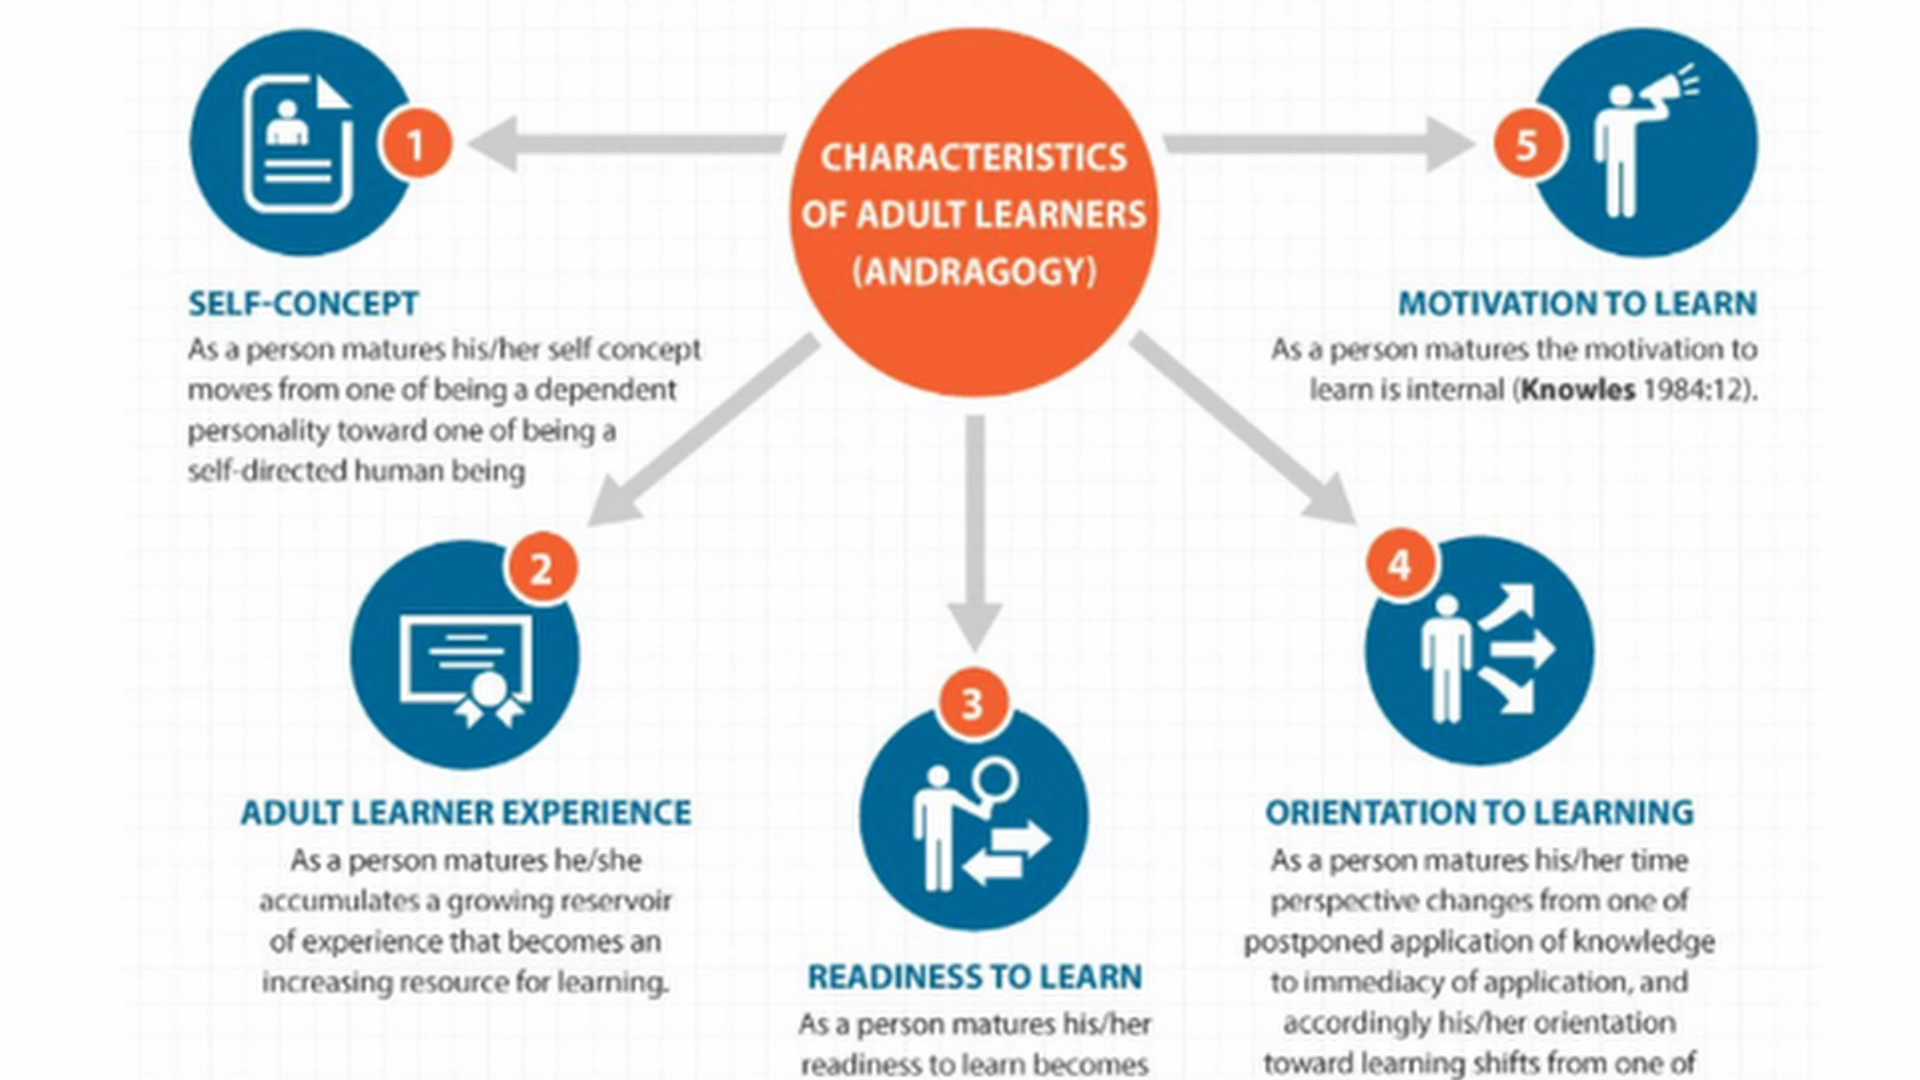 CHARACTERISTICS
OF ADULT LEARNERS
(ANDRAGOGY)
1
SELF-CONCEPT
As a person matures his/her self concept
moves from one of being a dependent
personality toward one of being a
self-directed human being
2
ADULT LEARNER EXPERIENCE
As a person matures he/she
accumulates a growing reservoir
of experience that becomes an
increasing resource for learning.
3
READINESS TO LEARN
As a person matures his/her
readiness to learn becomes
4
ORIENTATION TO LEARNING
As a person matures his/her time
perspective changes from one of
postponed application of knowledge
to immediacy of application, and
accordingly his/her orientation
toward learning shifts from one of
5
MOTIVATION TO LEARN
As a person matures the motivation to
learn is internal (Knowles 1984:12).